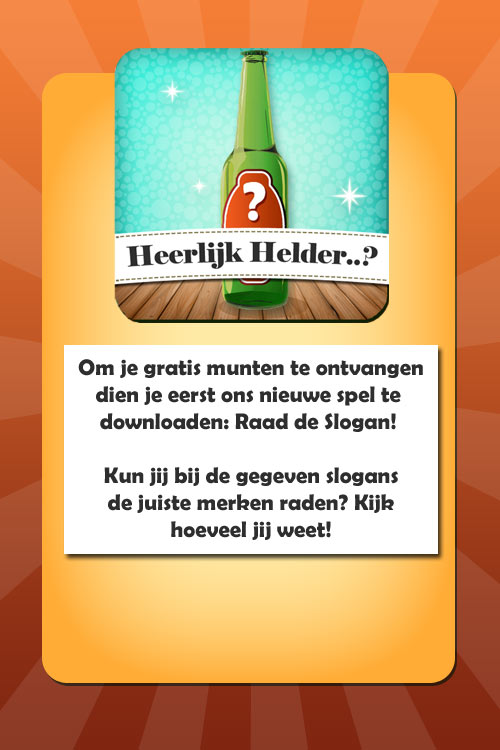 ?
Heerlijk Helder..?
Om je gratis munten te ontvangen
dien je eerst ons nieuwe spel te
downloaden: Raad de Slogan!
Kun jij bij de gegeven slogans
de juiste merken raden? Kijk
hoeveel jij weet!